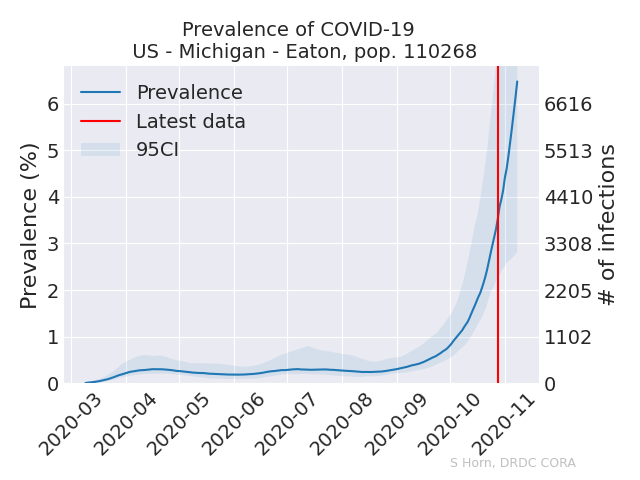 Prevalence of COVID-19
US - Michigan - Eaton, pop. 110268
Prevalence
Latest data
95CI
Prevalence (%)
6
5
4
3
2
1
0
6616
5513
4410
3308
2205
1102
0
# of infections
2020-03
2020-04
2020-05
2020-06
2020-07
2020-08
2020-09
2020-10
2020-11
S Horn, DRDC CORA